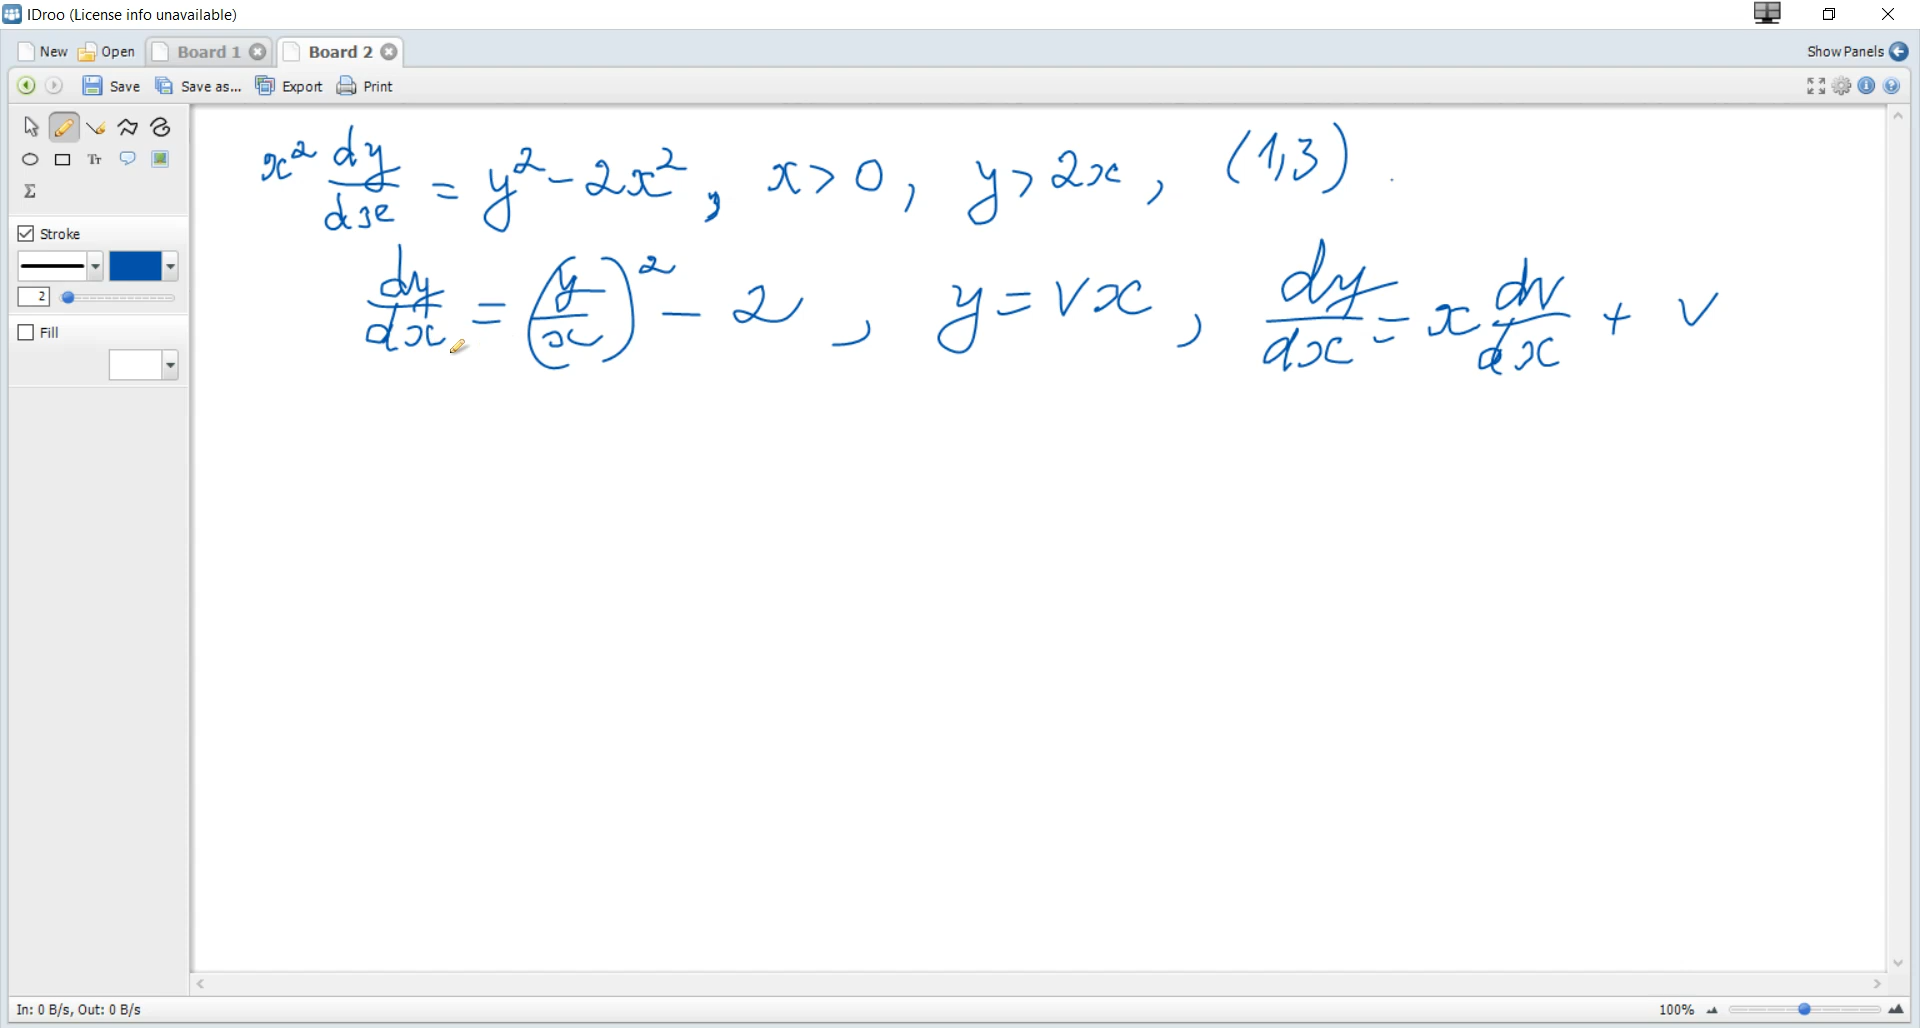 IDroo (License info unavailable)
New Open Board 1 Board 2 Show Panels
Save Save as... Export Print
Tt
Σ
Stroke
2
Fill
x² dy/dx = y² - 2x², x > 0, y > 2x, (1,3).
dy/dx = (y/x)² - 2, y = vx, dy/dx = x dv/dx + v
In: 0 B/s, Out: 0 B/s 100%